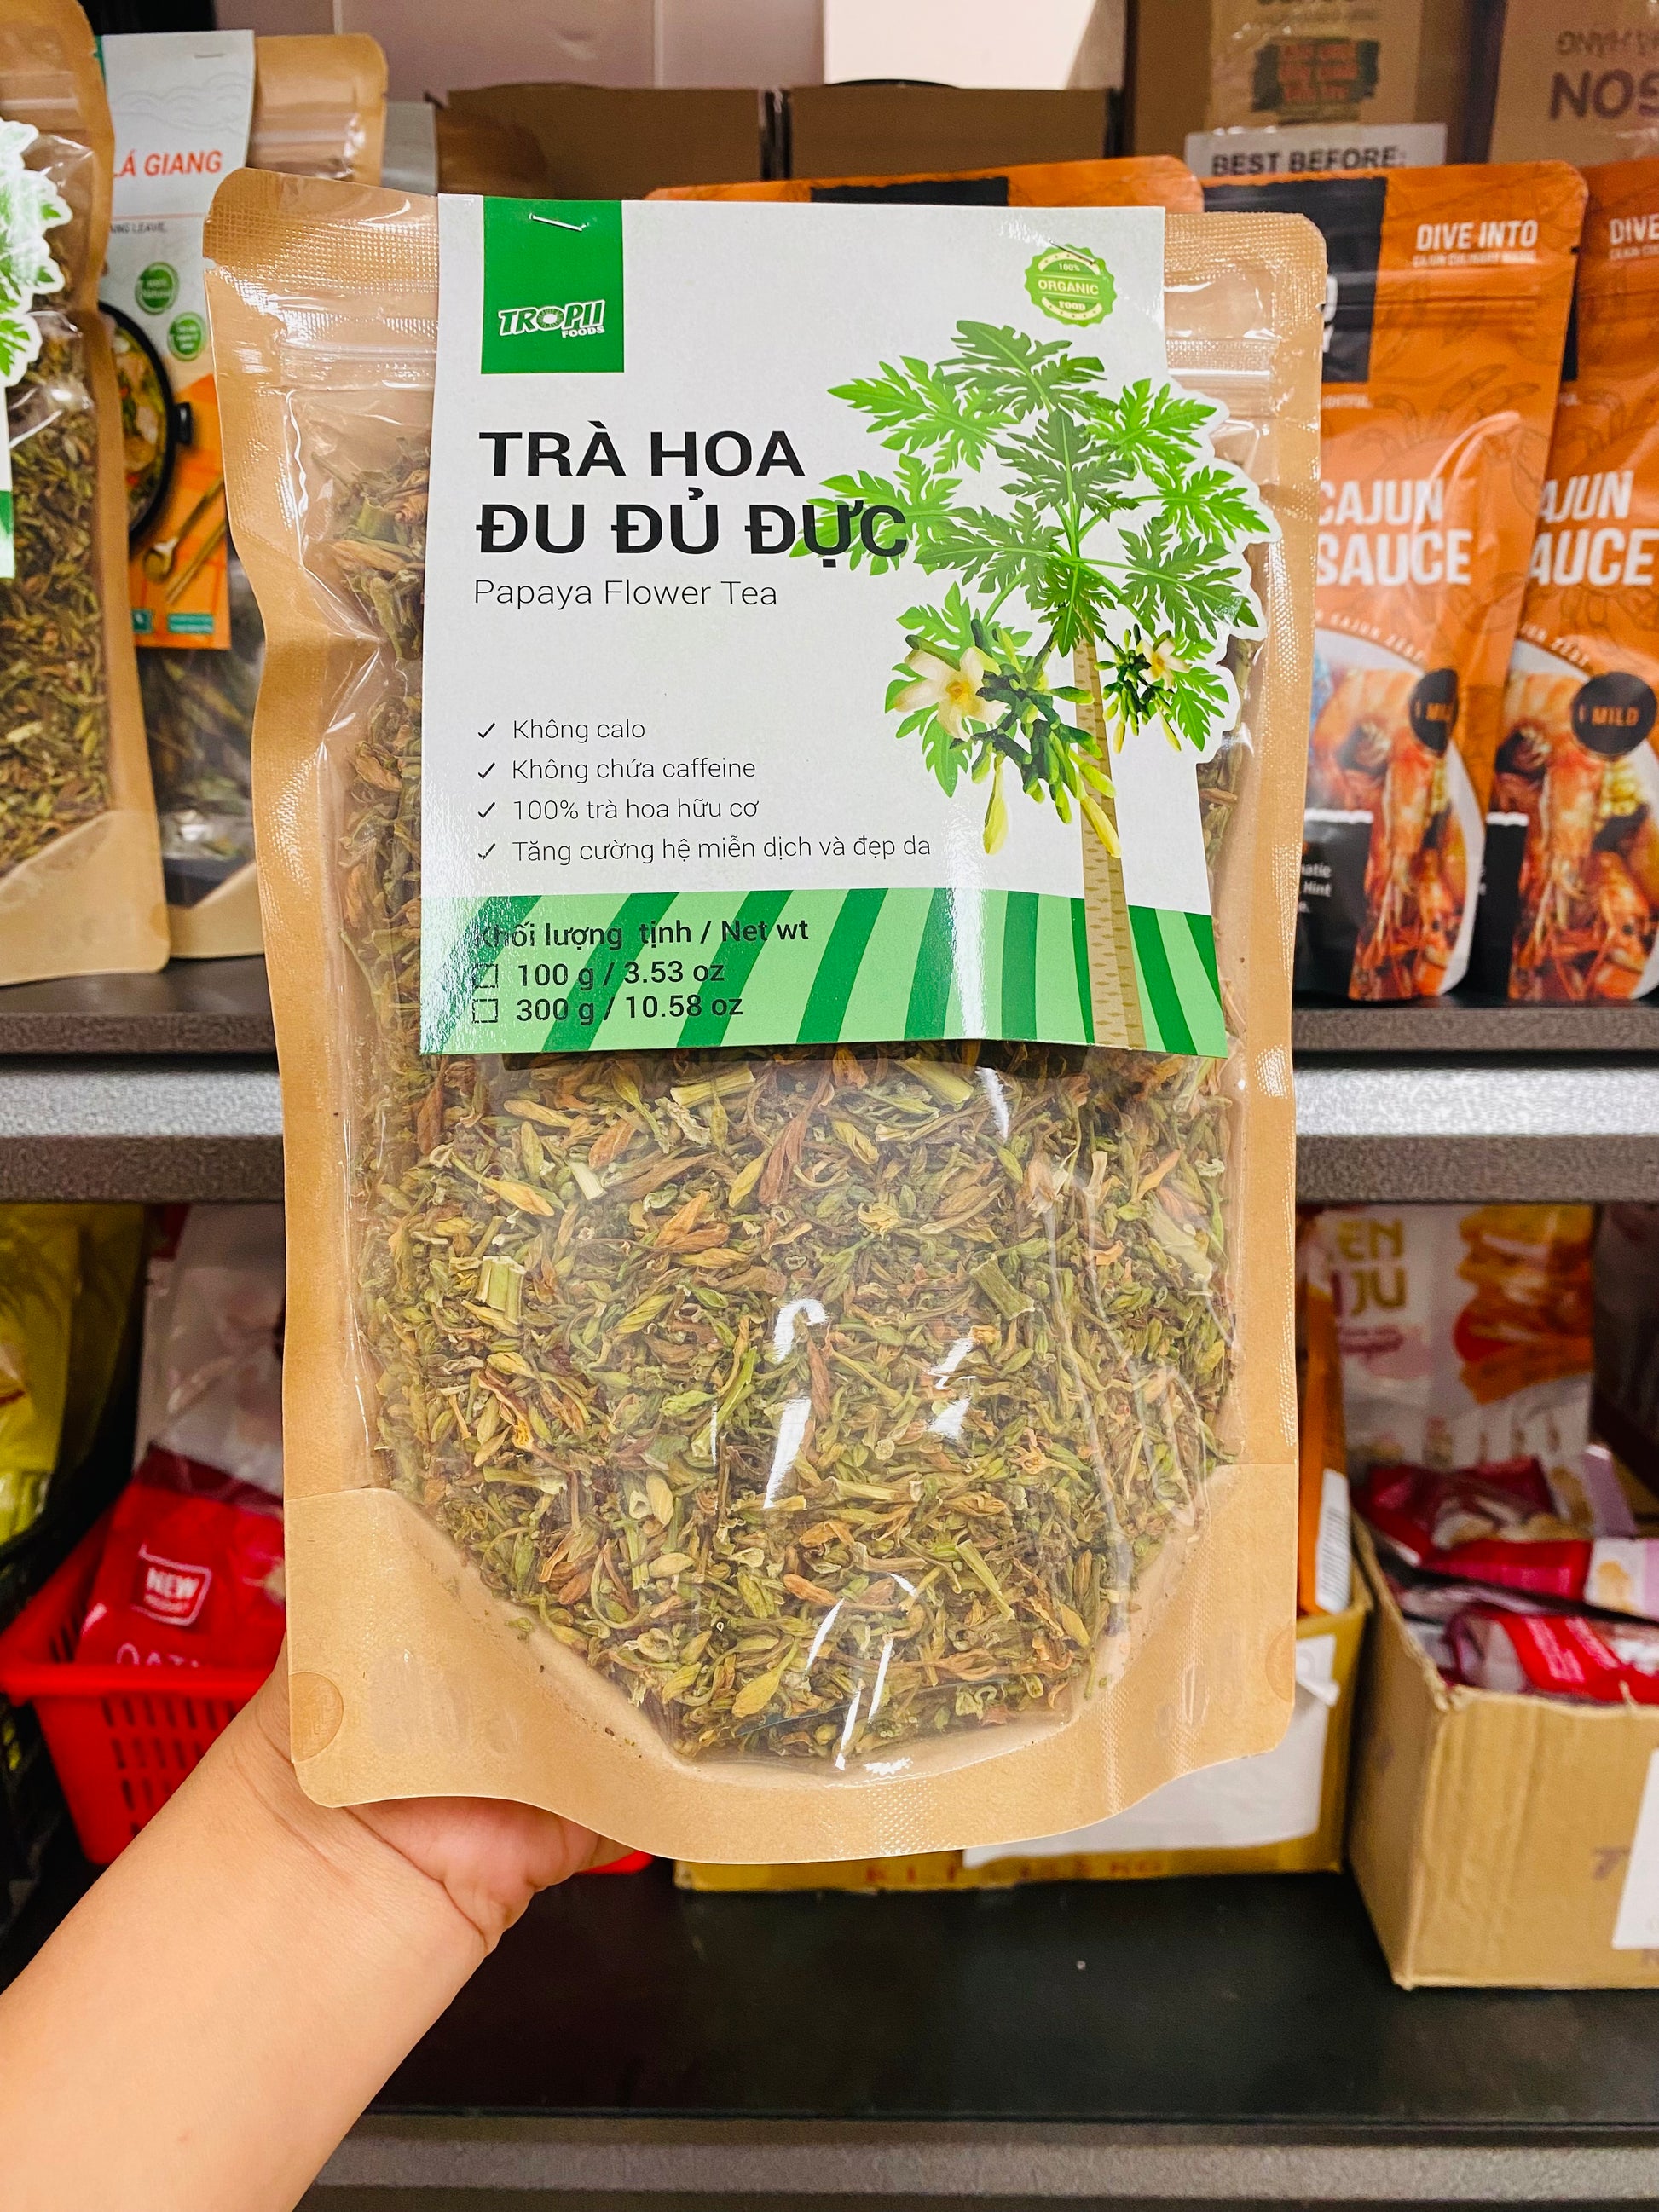 LÁ GIANG
BEST BEFORE:
TROPII
FOODS
100%
ORGANIC
FOOD
DIVE INTO
DIVE
TRÀ HOA
ĐU ĐỦ ĐỰC
Papaya Flower Tea
CAJUN
SAUCE
AJUN
AUCE
MILD
✓ Không calo
✓ Không chứa caffeine
✓ 100% trà hoa hữu cơ
✓ Tăng cường hệ miễn dịch và đẹp da
Khối lượng tịnh / Net wt
100 g / 3.53 oz
300 g / 10.58 oz
EN
JU
NEW